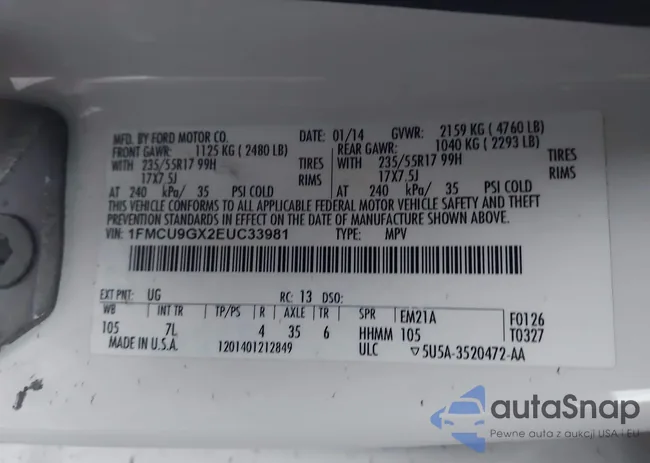 MFD. BY FORD MOTOR CO. DATE: 01/14 GVWR: 2159 KG ( 4760 LB)
FRONT GAWR: 1125 KG ( 2480 LB) REAR GAWR: 1040 KG ( 2293 LB)
WITH 235/55R17 99H TIRES WITH 235/55R17 99H TIRES
17X7.5J RIMS 17X7.5J RIMS
AT 240 kPa/ 35 PSI COLD AT 240 kPa/ 35 PSI COLD
THIS VEHICLE CONFORMS TO ALL APPLICABLE FEDERAL MOTOR VEHICLE SAFETY AND THEFT
PREVENTION STANDARDS IN EFFECT ON THE DATE OF MANUFACTURE SHOWN ABOVE.
VIN: 1FMCU9GX2EUC33981 TYPE: MPV
EXT PNT: UG RC: 13 DSO:
WB INT TR TP/PS R AXLE TR SPR EM21A F0126
105 7L 4 35 6 HHMM 105 T0327
MADE IN U.S.A. 1201401212849 ULC ▽5U5A-3520472-AA
autaSnap
Pewne auta z aukcji USA i EU